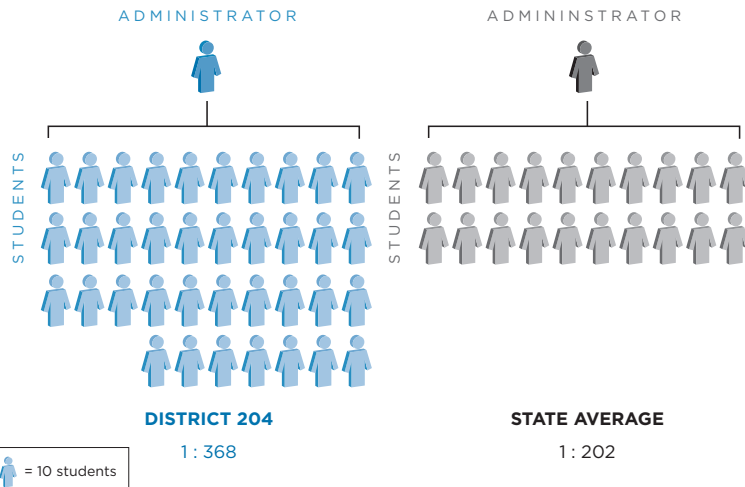 ADMINISTRATOR
STUDENTS
DISTRICT 204
1 : 368
= 10 students
ADMININSTRATOR
STUDENTS
STATE AVERAGE
1 : 202